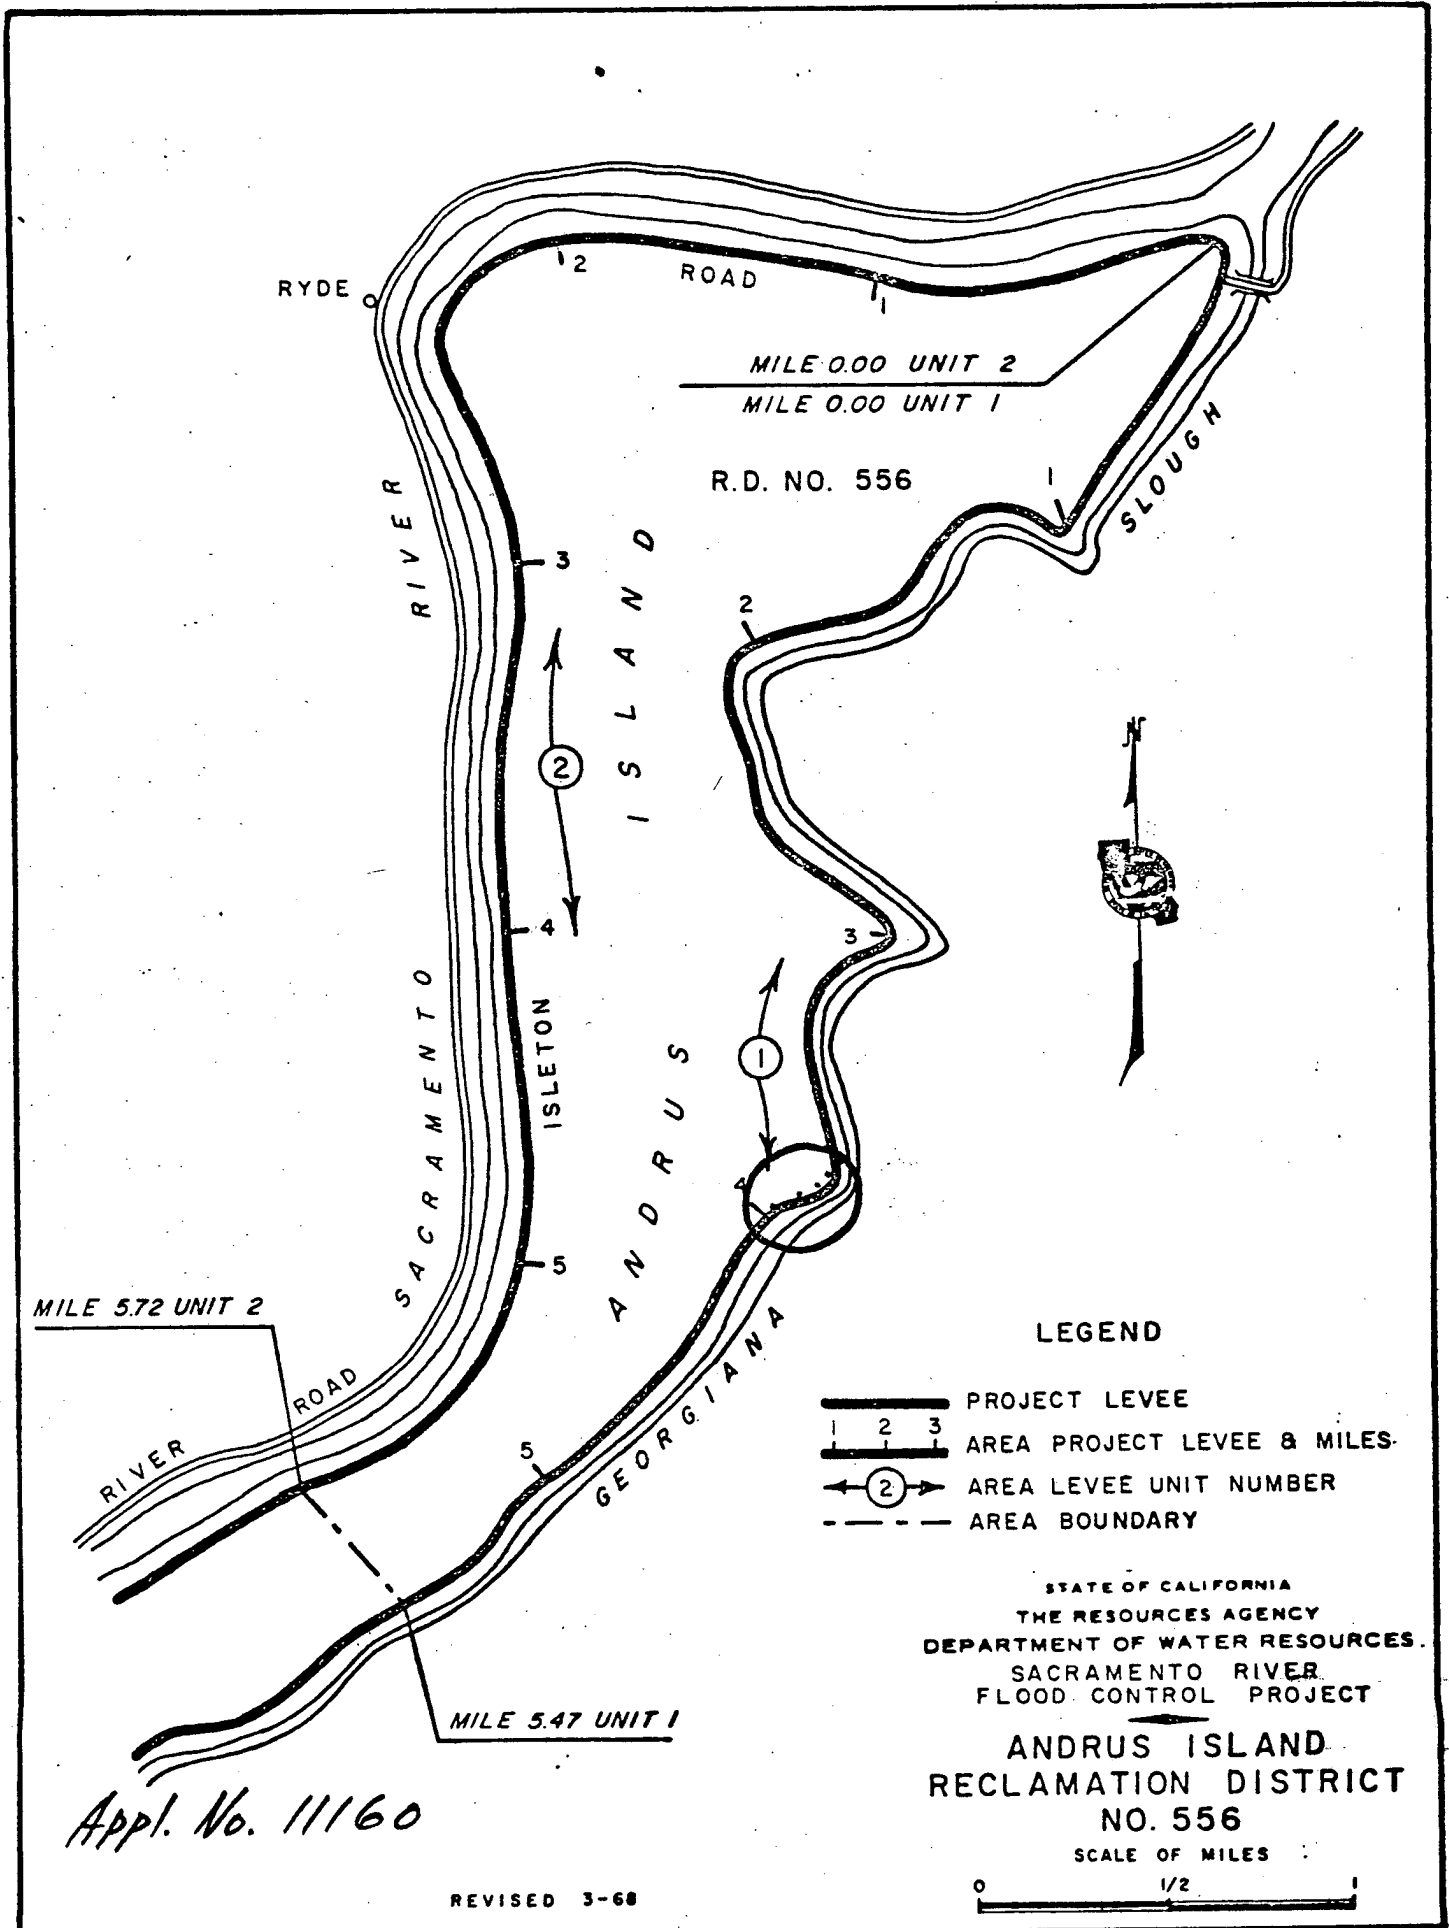 RYDE
2
ROAD
1
MILE 0.00 UNIT 2
MILE 0.00 UNIT 1
R.D. NO. 556
1
SLOUGH
RIVER
3
2
ISLAND
2
N
4
3
SACRAMENTO
ISLETON
1
ANDRUS
4
5
MILE 5.72 UNIT 2
ROAD
RIVER
5
GEORGIANA
MILE 5.47 UNIT 1
LEGEND
PROJECT LEVEE
1 2 3
AREA PROJECT LEVEE & MILES
2 AREA LEVEE UNIT NUMBER
AREA BOUNDARY
STATE OF CALIFORNIA
THE RESOURCES AGENCY
DEPARTMENT OF WATER RESOURCES
SACRAMENTO RIVER
FLOOD CONTROL PROJECT
ANDRUS ISLAND
RECLAMATION DISTRICT
NO. 556
SCALE OF MILES
0 1/2 1
Appl. No. 11160
REVISED 3-68